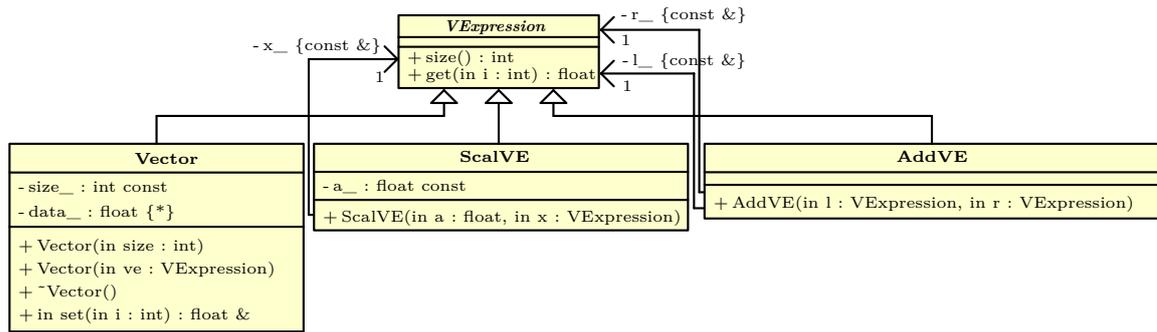 VExpression
+ size() : int
+ get(in i : int) : float
- x_ {const &}
1
- r_ {const &}
1
- l_ {const &}
1
Vector
- size_ : int const
- data_ : float {*}
+ Vector(in size : int)
+ Vector(in ve : VExpression)
+ ~Vector()
+ in set(in i : int) : float &
ScalVE
- a_ : float const
+ ScalVE(in a : float, in x : VExpression)
AddVE
+ AddVE(in l : VExpression, in r : VExpression)